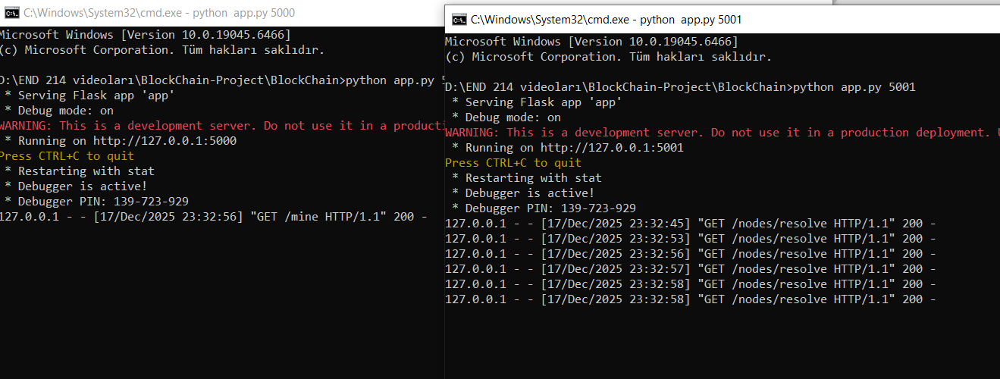 C:\Windows\System32\cmd.exe - python  app.py 5000
Microsoft Windows [Version 10.0.19045.6466]
(c) Microsoft Corporation. Tüm hakları saklıdır.
D:\END 214 videoları\BlockChain-Project\BlockChain>python app.py
* Serving Flask app 'app'
* Debug mode: on
WARNING: This is a development server. Do not use it in a
* Running on http://127.0.0.1:5000
Press CTRL+C to quit
* Restarting with stat
* Debugger is active!
* Debugger PIN: 139-723-929
127.0.0.1 - - [17/Dec/2025 23:32:56] "GET /mine HTTP/1.1" 200 -
C:\Windows\System32\cmd.exe - python  app.py 5001
Microsoft Windows [Version 10.0.19045.6466]
(c) Microsoft Corporation. Tüm hakları saklıdır.
D:\END 214 videoları\BlockChain-Project\BlockChain>python app.py 5001
* Serving Flask app 'app'
* Debug mode: on
WARNING: This is a development server. Do not use it in a production deployment.
* Running on http://127.0.0.1:5001
Press CTRL+C to quit
* Restarting with stat
* Debugger is active!
* Debugger PIN: 139-723-929
127.0.0.1 - - [17/Dec/2025 23:32:45] "GET /nodes/resolve HTTP/1.1" 200 -
127.0.0.1 - - [17/Dec/2025 23:32:53] "GET /nodes/resolve HTTP/1.1" 200 -
127.0.0.1 - - [17/Dec/2025 23:32:56] "GET /nodes/resolve HTTP/1.1" 200 -
127.0.0.1 - - [17/Dec/2025 23:32:57] "GET /nodes/resolve HTTP/1.1" 200 -
127.0.0.1 - - [17/Dec/2025 23:32:58] "GET /nodes/resolve HTTP/1.1" 200 -
127.0.0.1 - - [17/Dec/2025 23:32:58] "GET /nodes/resolve HTTP/1.1" 200 -